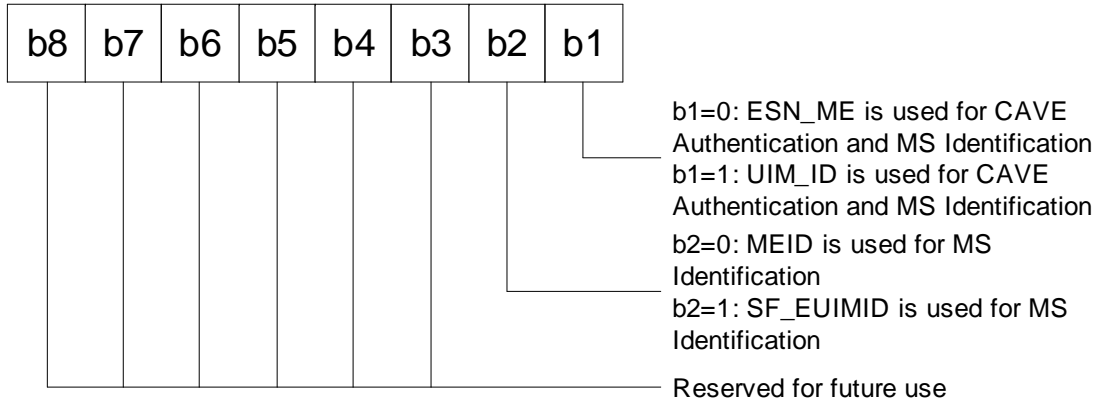 b8 b7 b6 b5 b4 b3 b2 b1
b1=0: ESN_ME is used for CAVE
Authentication and MS Identification
b1=1: UIM_ID is used for CAVE
Authentication and MS Identification
b2=0: MEID is used for MS
Identification
b2=1: SF_EUIMID is used for MS
Identification
Reserved for future use